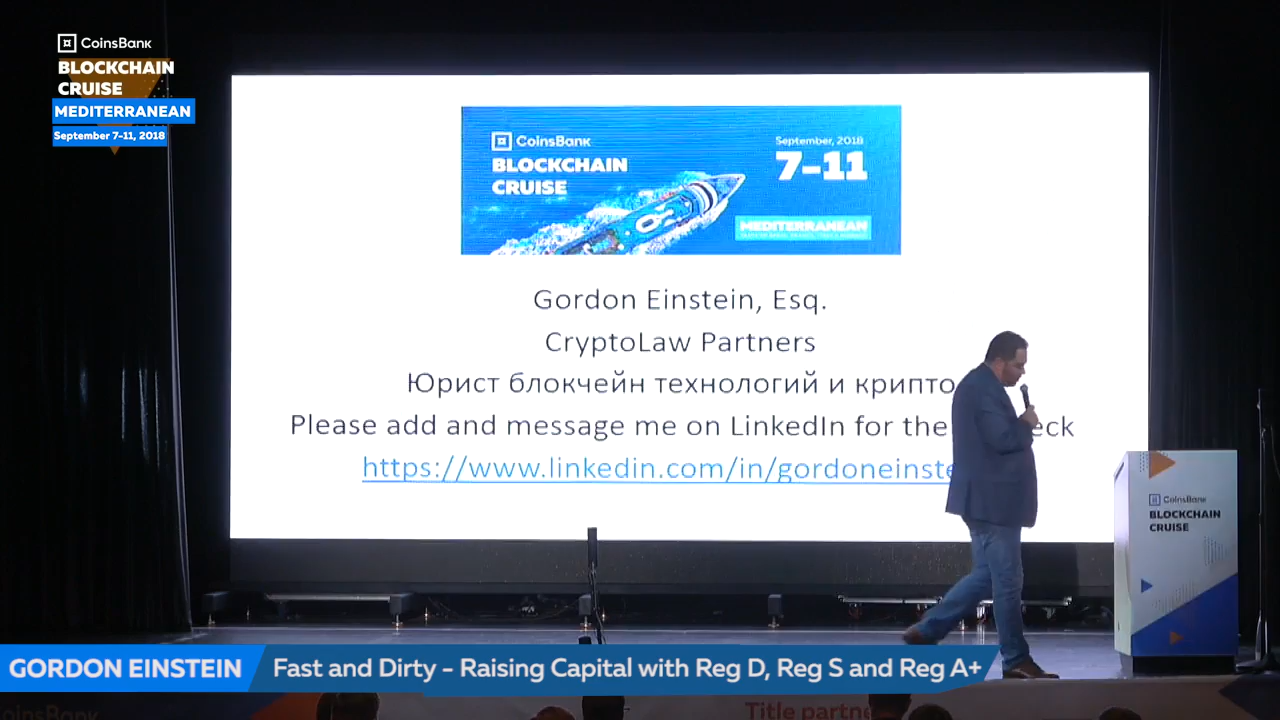 CoinsBank
BLOCKCHAIN
CRUISE
MEDITERRANEAN
September 7-11, 2018
CoinsBank
BLOCKCHAIN
CRUISE
September, 2018
7-11
MEDITERRANEAN
Gordon Einstein, Esq.
CryptoLaw Partners
Юрист блокчейн технологий и крипто
Please add and message me on LinkedIn for the eck
https://www.linkedin.com/in/gordoneinste
CoinsBank
BLOCKCHAIN
CRUISE
GORDON EINSTEIN
Fast and Dirty - Raising Capital with Reg D, Reg S and Reg A+
CoinsBank
Title partne